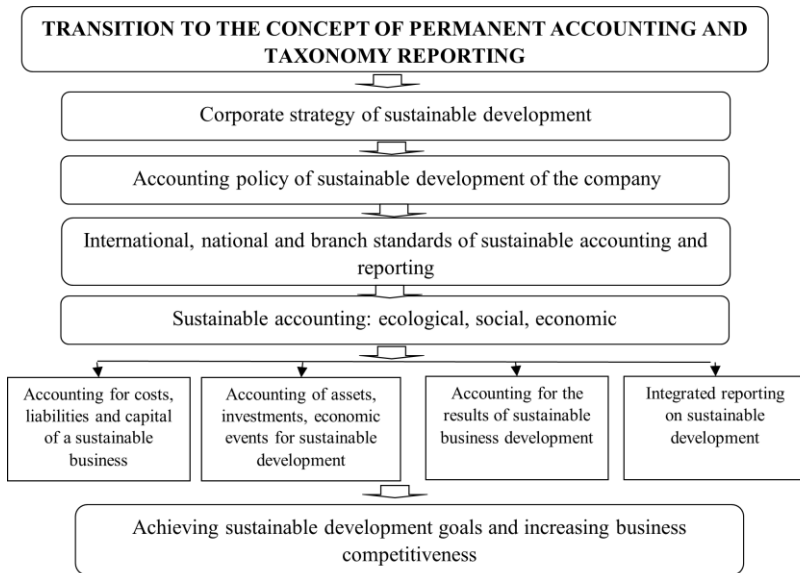 TRANSITION TO THE CONCEPT OF PERMANENT ACCOUNTING AND
TAXONOMY REPORTING
Corporate strategy of sustainable development
Accounting policy of sustainable development of the company
International, national and branch standards of sustainable accounting and
reporting
Sustainable accounting: ecological, social, economic
Accounting for costs,
liabilities and capital
of a sustainable
business
Accounting of assets,
investments, economic
events for sustainable
development
Accounting for the
results of sustainable
business development
Integrated reporting
on sustainable
development
Achieving sustainable development goals and increasing business
competitiveness